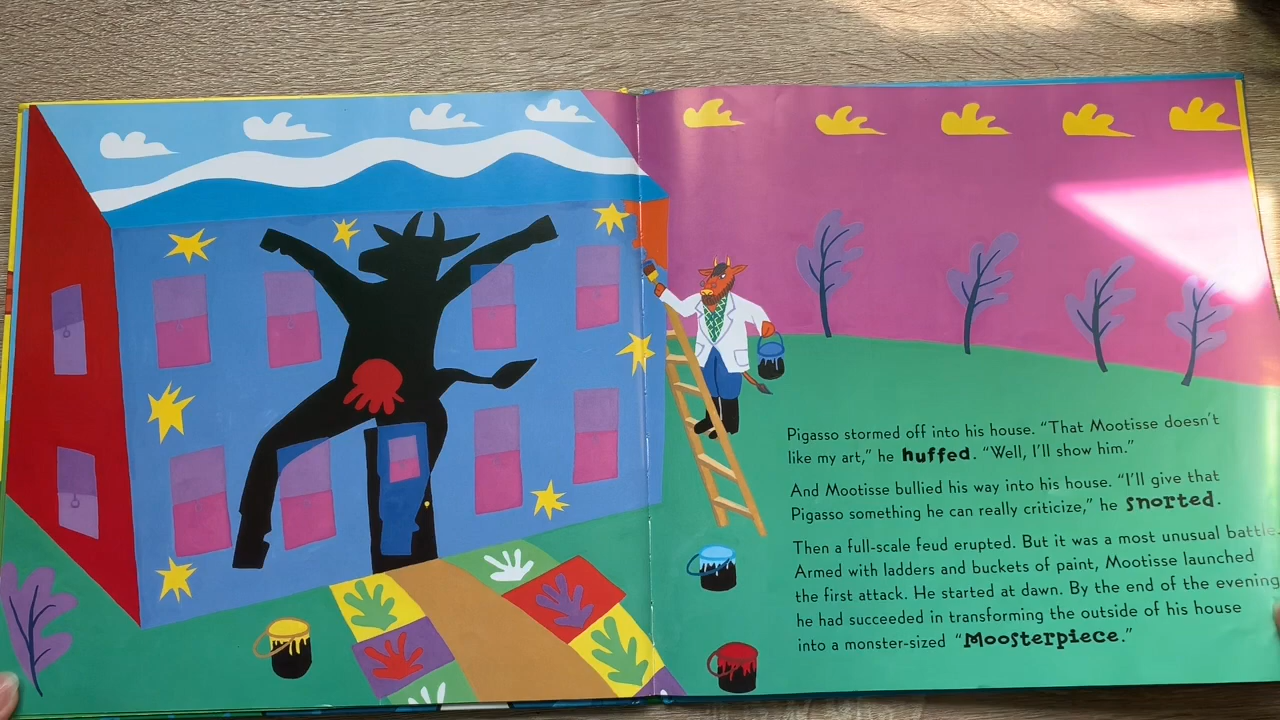 Pigasso stormed off into his house. “That Mootisse doesn’t
like my art,” he huffed. “Well, I’ll show him.”
And Mootisse bullied his way into his house. “I’ll give that
Pigasso something he can really criticize,” he snorted.
Then a full-scale feud erupted. But it was a most unusual battle.
Armed with ladders and buckets of paint, Mootisse launched
the first attack. He started at dawn. By the end of the evening
he had succeeded in transforming the outside of his house
into a monster-sized “Moosterpiece.”